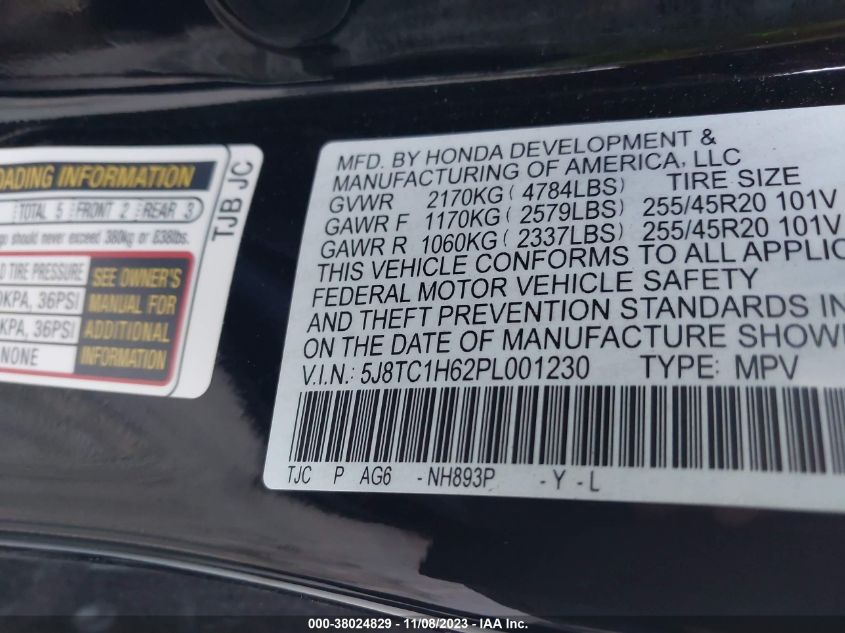 OADING INFORMATION
TOTAL 5 FRONT 2 REAR 3
go should never exceed 380kg or 838lbs.
D TIRE PRESSURE
0KPA, 36PSI
KPA, 36PSI
NONE
SEE OWNER'S
MANUAL FOR
ADDITIONAL
INFORMATION
TJB JC
MFD. BY HONDA DEVELOPMENT &
MANUFACTURING OF AMERICA, LLC
GVWR 2170KG ( 4784LBS) TIRE SIZE
GAWR F 1170KG ( 2579LBS) 255/45R20 101V
GAWR R 1060KG ( 2337LBS) 255/45R20 101V
THIS VEHICLE CONFORMS TO ALL APPLIC
FEDERAL MOTOR VEHICLE SAFETY
AND THEFT PREVENTION STANDARDS IN
ON THE DATE OF MANUFACTURE SHOW
V.I.N.: 5J8TC1H62PL001230 TYPE: MPV
TJC P AG6 -NH893P -Y-L
000-38024829 - 11/08/2023 - IAA Inc.